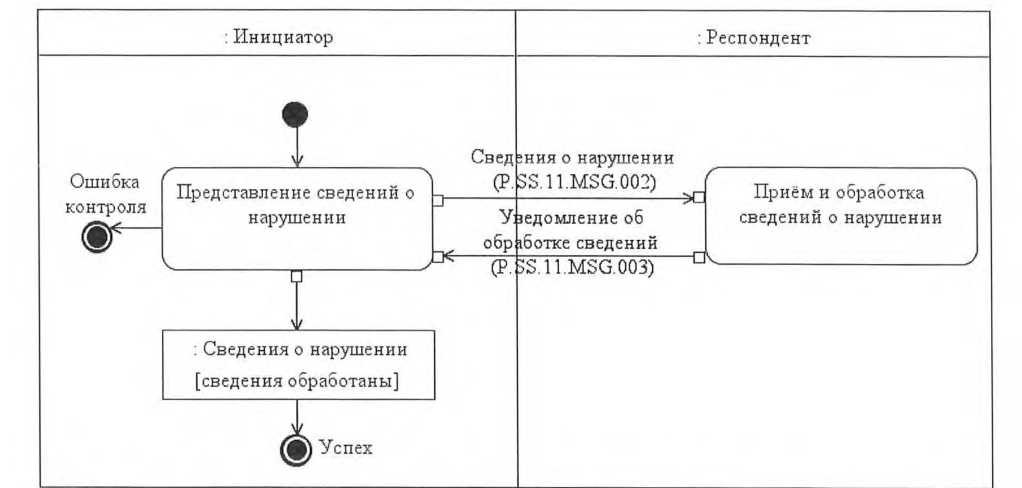 : Инициатор
: Респондент
Ошибка
контроля
Представление сведений о
нарушении
Сведения о нарушении
(P.SS.11.MSG.002)
Уведомление об
обработке сведений
(P.SS.11.MSG.003)
Приём и обработка
сведений о нарушении
: Сведения о нарушении
[сведения обработаны]
Успех